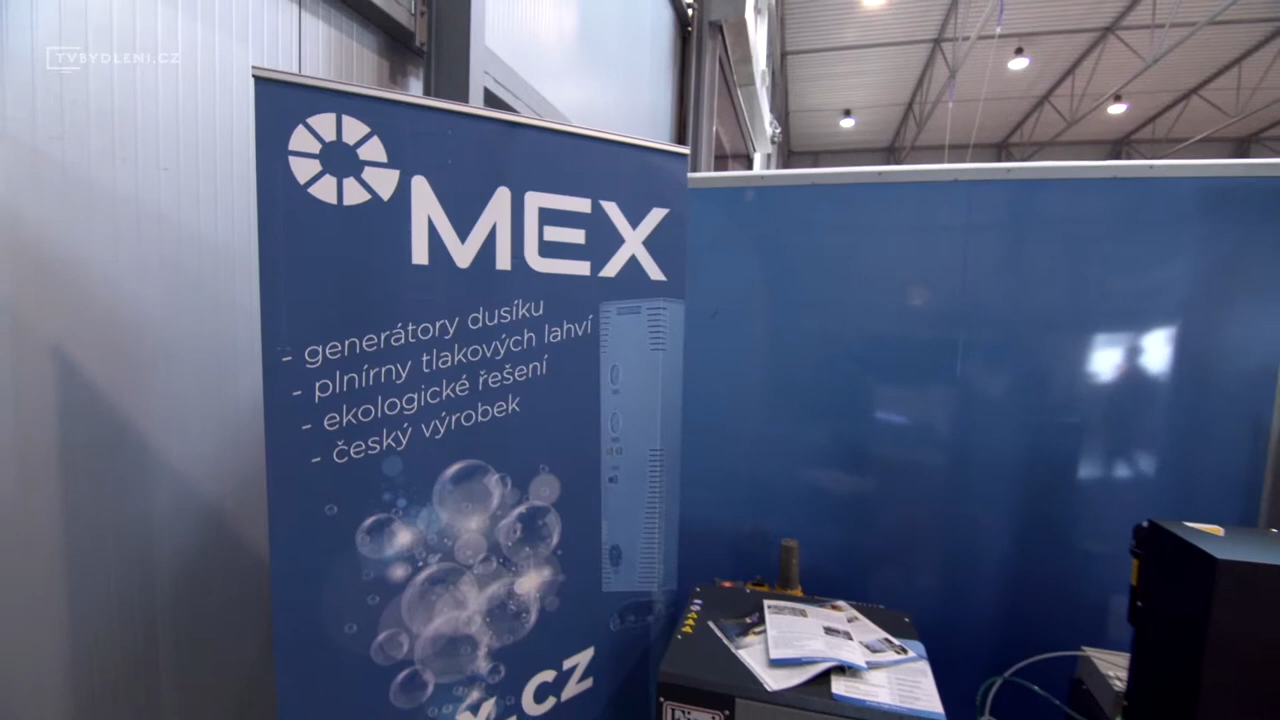 TVBYDLENI.CZ
MEX
- generátory dusíku
- plnírny tlakových lahví
- ekologické řešení
- český výrobek
X.CZ